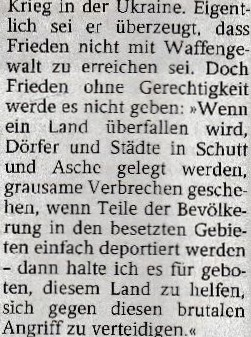 Krieg in der Ukraine. Eigent-
lich sei er überzeugt, dass
Frieden nicht mit Waffenge-
walt zu erreichen sei. Doch
Frieden ohne Gerechtigkeit
werde es nicht geben: »Wenn
ein Land überfallen wird,
Dörfer und Städte in Schutt
und Asche gelegt werden,
grausame Verbrechen gesche-
hen, wenn Teile der Bevölke-
rung in den besetzten Gebie-
ten einfach deportiert werden
– dann halte ich es für gebo-
ten, diesem Land zu helfen,
sich gegen diesen brutalen
Angriff zu verteidigen.«